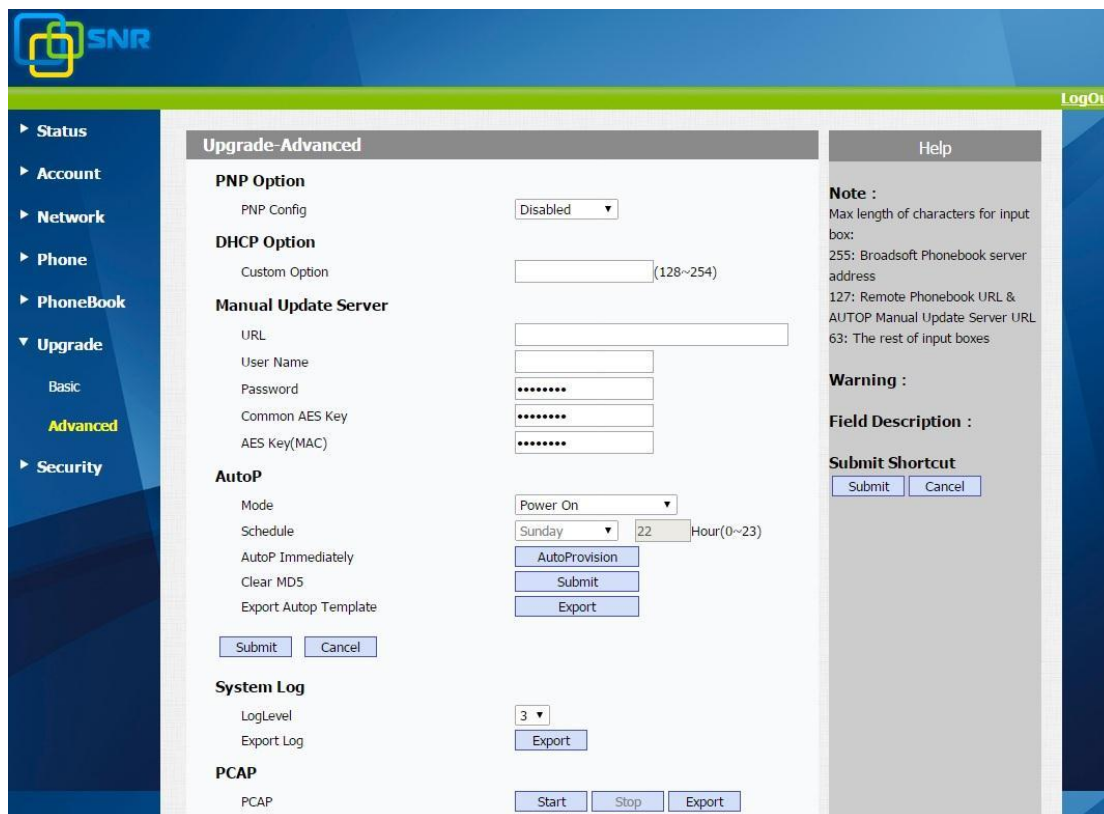 SNR
LogOu
Status
Account
Network
Phone
PhoneBook
Upgrade
Basic
Advanced
Security
Upgrade-Advanced
PNP Option
PNP Config Disabled
DHCP Option
Custom Option (128~254)
Manual Update Server
URL
User Name
Password ••••••••
Common AES Key ••••••••
AES Key(MAC) ••••••••
AutoP
Mode Power On
Schedule Sunday 22 Hour(0~23)
AutoP Immediately AutoProvision
Clear MD5 Submit
Export Autop Template Export
Submit Cancel
System Log
LogLevel 3
Export Log Export
PCAP
PCAP Start Stop Export
Help
Note :
Max length of characters for input
box:
255: Broadsoft Phonebook server
address
127: Remote Phonebook URL &
AUTOP Manual Update Server URL
63: The rest of input boxes
Warning :
Field Description :
Submit Shortcut
Submit Cancel